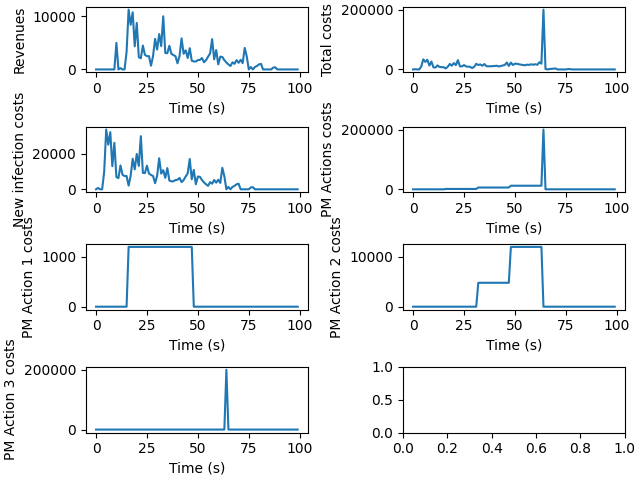 Revenues
10000
0
0 25 50 75 100
Time (s)
Total costs
200000
0
0 25 50 75 100
Time (s)
New infection costs
20000
0
0 25 50 75 100
Time (s)
PM Actions costs
200000
0
0 25 50 75 100
Time (s)
PM Action 1 costs
1000
0
0 25 50 75 100
Time (s)
PM Action 2 costs
10000
0
0 25 50 75 100
Time (s)
PM Action 3 costs
200000
0
0 25 50 75 100
Time (s)
1.0
0.5
0.0
0.0 0.2 0.4 0.6 0.8 1.0